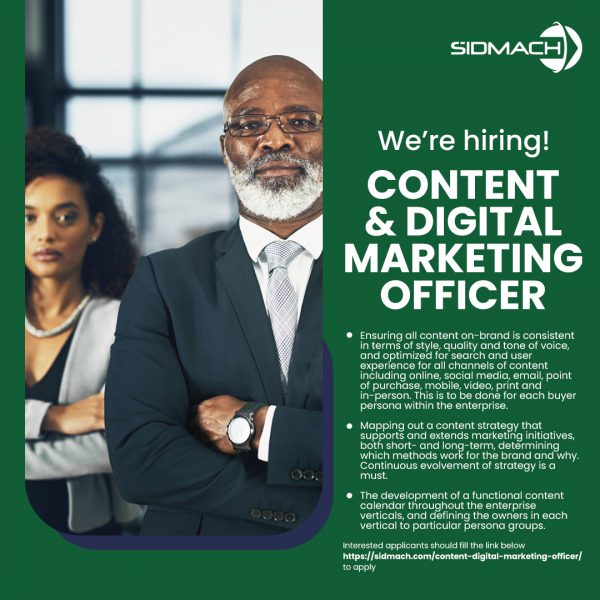 SIDMACH
We're hiring!
CONTENT
& DIGITAL
MARKETING
OFFICER
• Ensuring all content on-brand is consistent
in terms of style, quality and tone of voice,
and optimized for search and user
experience for all channels of content
including online, social media, email, point
of purchase, mobile, video, print and
in-person. This is to be done for each buyer
persona within the enterprise.
• Mapping out a content strategy that
supports and extends marketing initiatives,
both short- and long-term, determining
which methods work for the brand and why.
Continuous evolvement of strategy is a
must.
• The development of a functional content
calendar throughout the enterprise
verticals, and defining the owners in each
vertical to particular persona groups.
Interested applicants should fill the link below
https://sidmach.com/content-digital-marketing-officer/
to apply